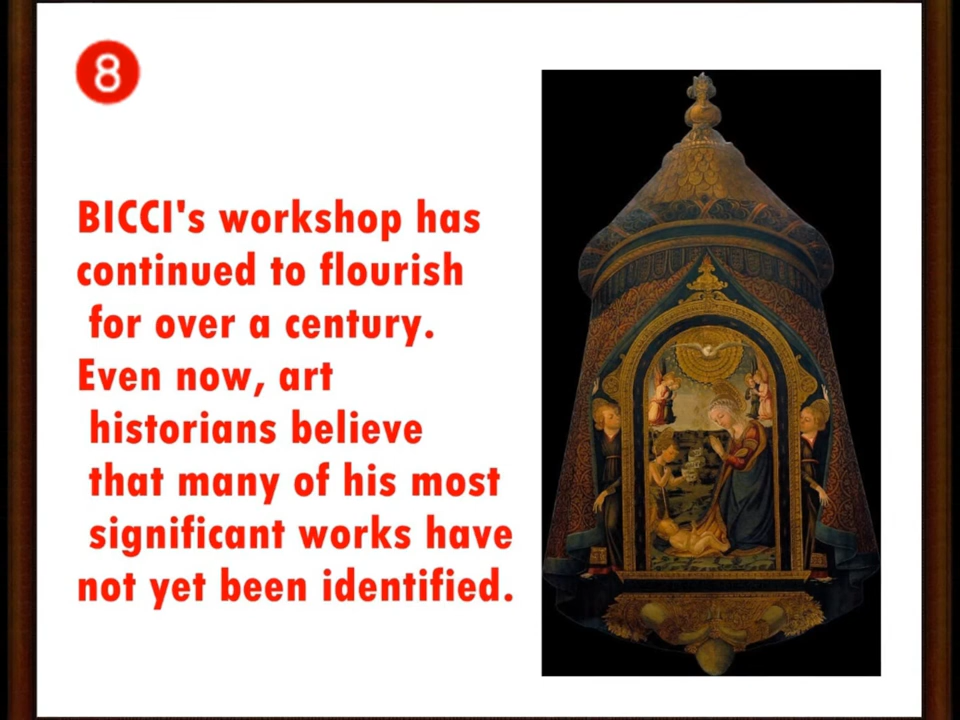 8
BICCI's workshop has
continued to flourish
for over a century.
Even now, art
historians believe
that many of his most
significant works have
not yet been identified.